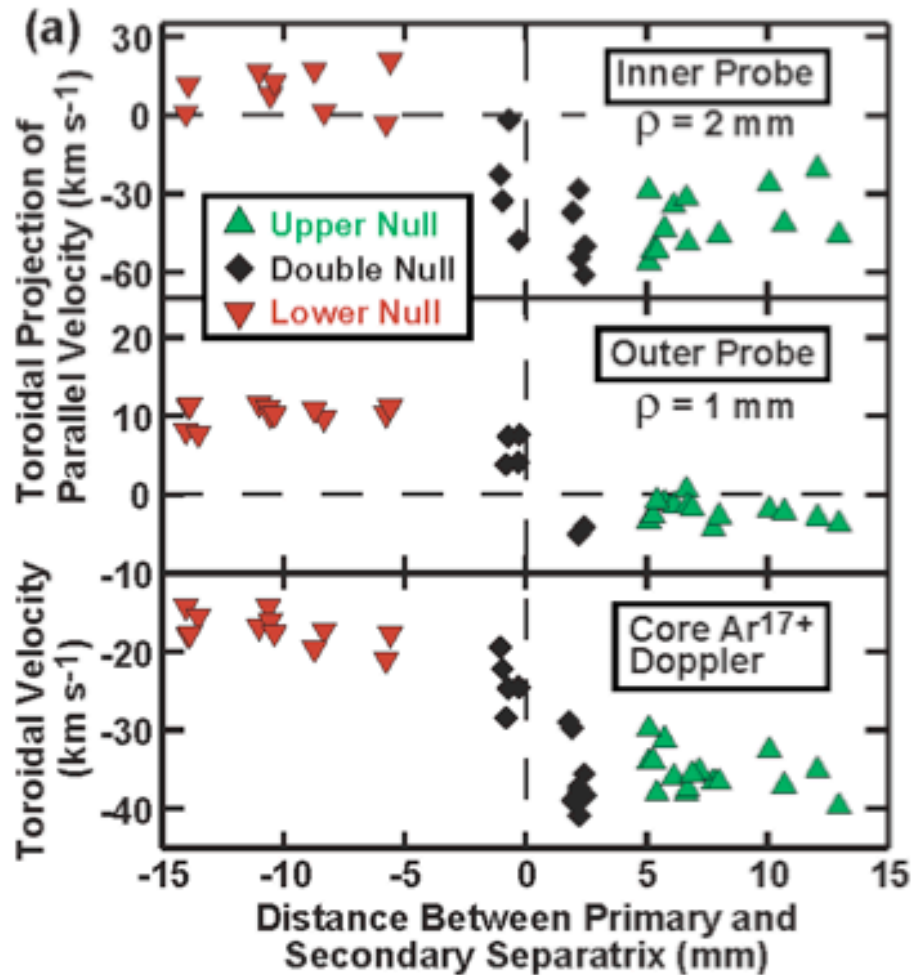 (a)
Toroidal Projection of
Parallel Velocity (km s-1)
Toroidal Velocity
(km s-1)
30
0
-30
-60
Inner Probe
ρ = 2 mm
Upper Null
Double Null
Lower Null
20
10
0
-10
Outer Probe
ρ = 1 mm
-20
-30
-40
Core Ar17+
Doppler
-15
-10
-5
0
5
10
15
Distance Between Primary and
Secondary Separatrix (mm)